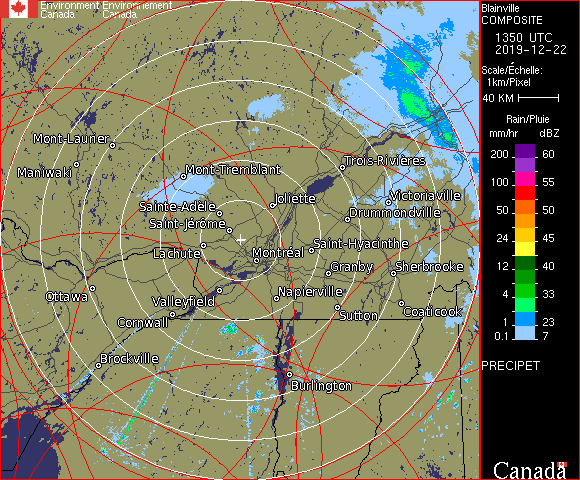 Environment Environnement
Canada Canada
Blainville
COMPOSITE
1350 UTC
2019-12-22
Scale/Échelle:
1km/Pixel
40 KM
Rain/Pluie
mm/hr dBZ
200 60
100 55
50 50
24 45
12 40
4 33
1 23
0.1 7
PRECIPET
Canada
Mont-Laurier
Maniwaki
Mont-Tremblant
Trois-Rivières
Joliette
Victoriaville
Sainte-Adele
Drummondville
Saint-Jérôme
Lachute
Montréal
Saint-Hyacinthe
Granby
Sherbrooke
Ottawa
Valleyfield
Napierville
Cornwall
Sutton
Coaticook
Brockville
Burlington